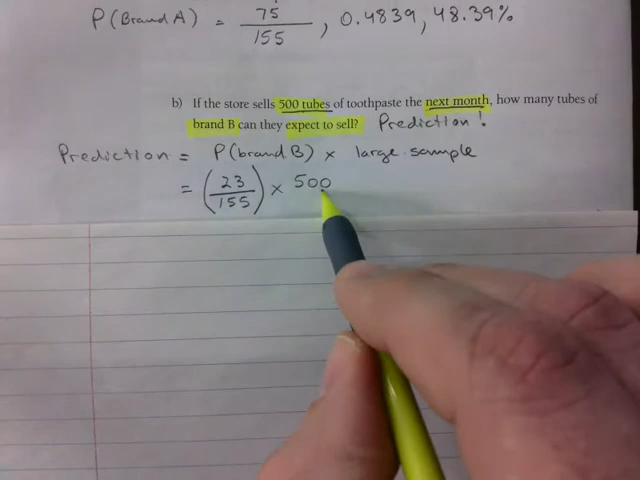 P(Brand A) = 75/155, 0.4839, 48.39%
b) If the store sells 500 tubes of toothpaste the next month, how many tubes of
brand B can they expect to sell? Prediction!
Prediction = P(brand B) × large sample
= (23/155) × 500